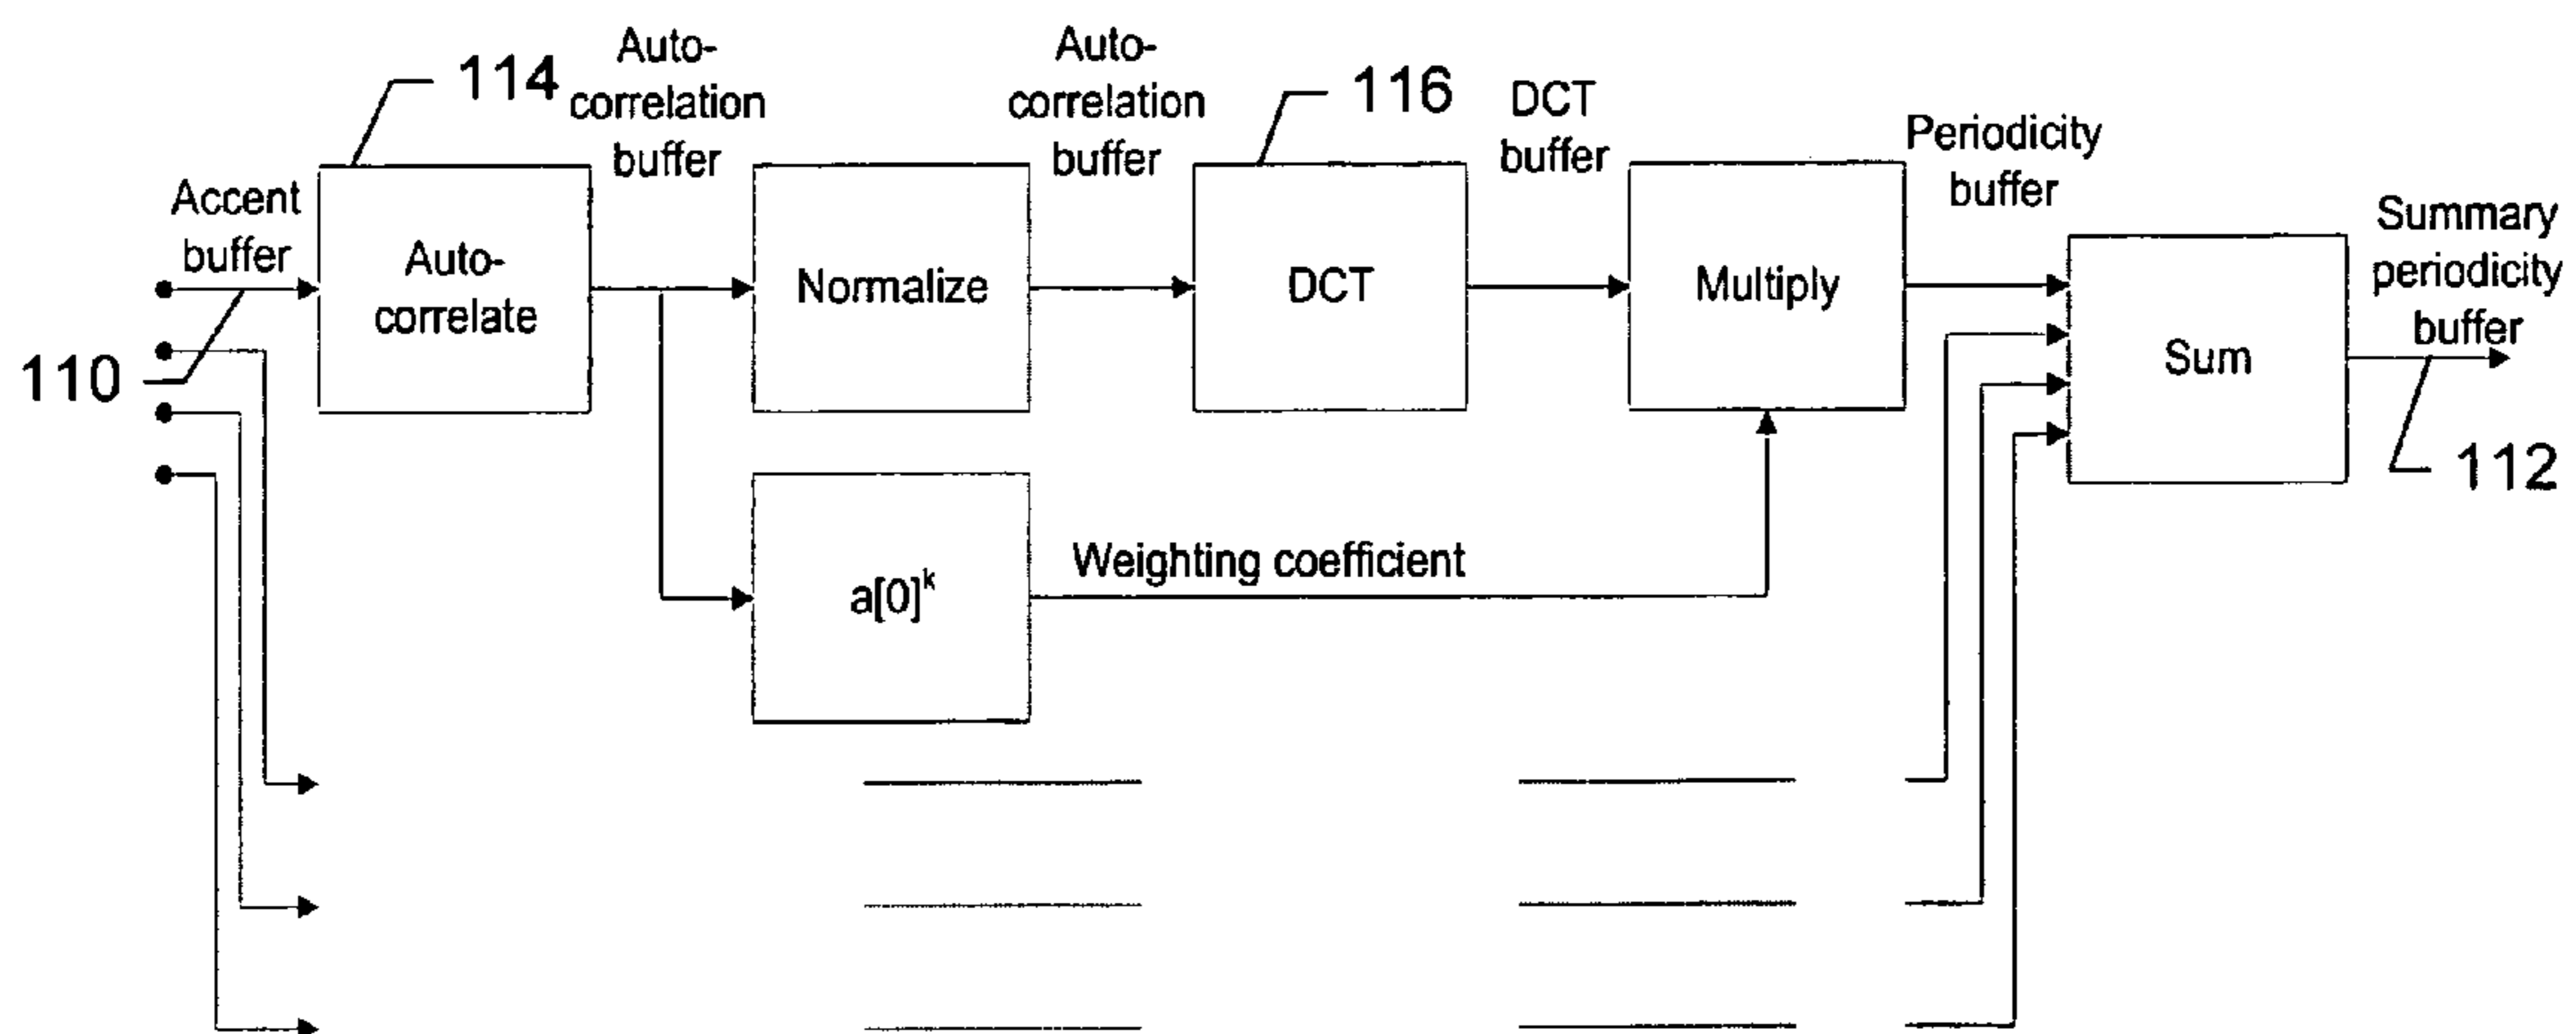 114
Auto-
correlation
buffer
Auto-
correlation
buffer
116
DCT
buffer
Periodicity
buffer
Accent
buffer
Summary
periodicity
buffer
Auto-
correlate
Normalize
DCT
Multiply
Sum
110
112
a[0]^k
Weighting coefficient